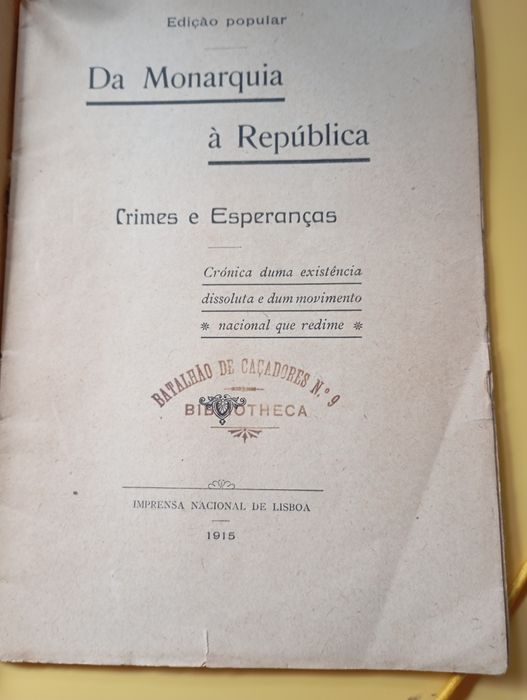 Edição popular
Da Monarquia
à República
Crimes e Esperanças
Crónica duma existência
dissoluta e dum movimento
* nacional que redime *
BATALHÃO DE CAÇADORES N.º 9
BIBLIOTHECA
IMPRENSA NACIONAL DE LISBOA
1915